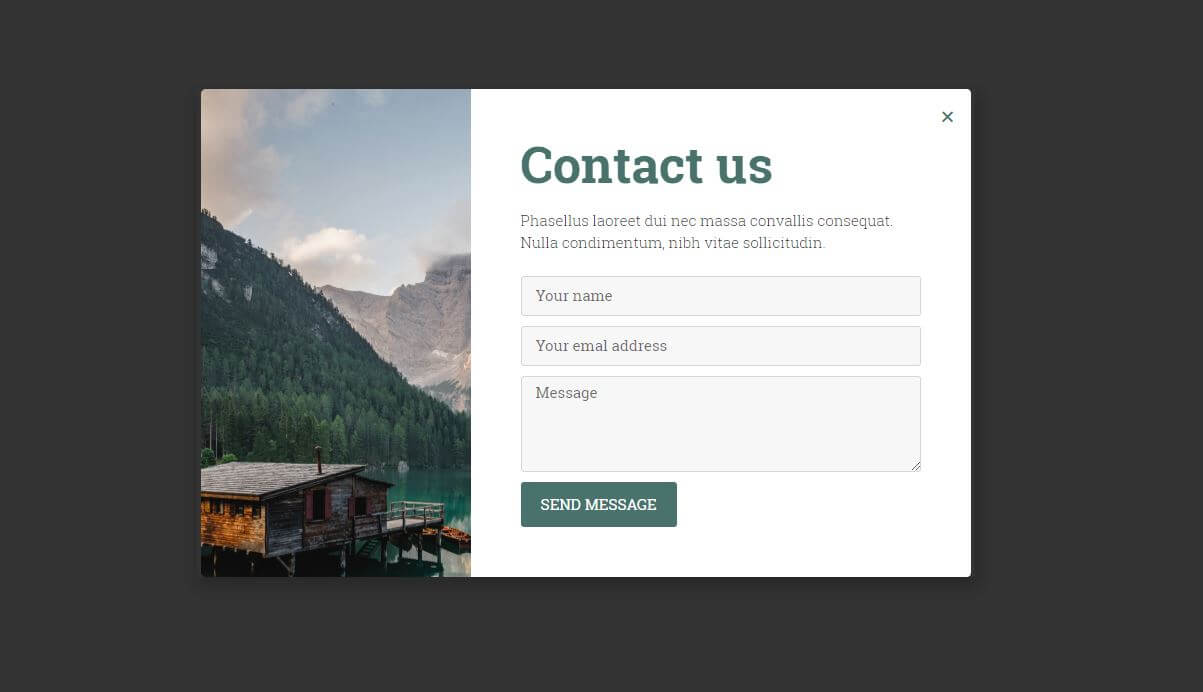 Contact us
Phasellus laoreet dui nec massa convallis consequat.
Nulla condimentum, nibh vitae sollicitudin.
Your name
Your emal address
Message
SEND MESSAGE